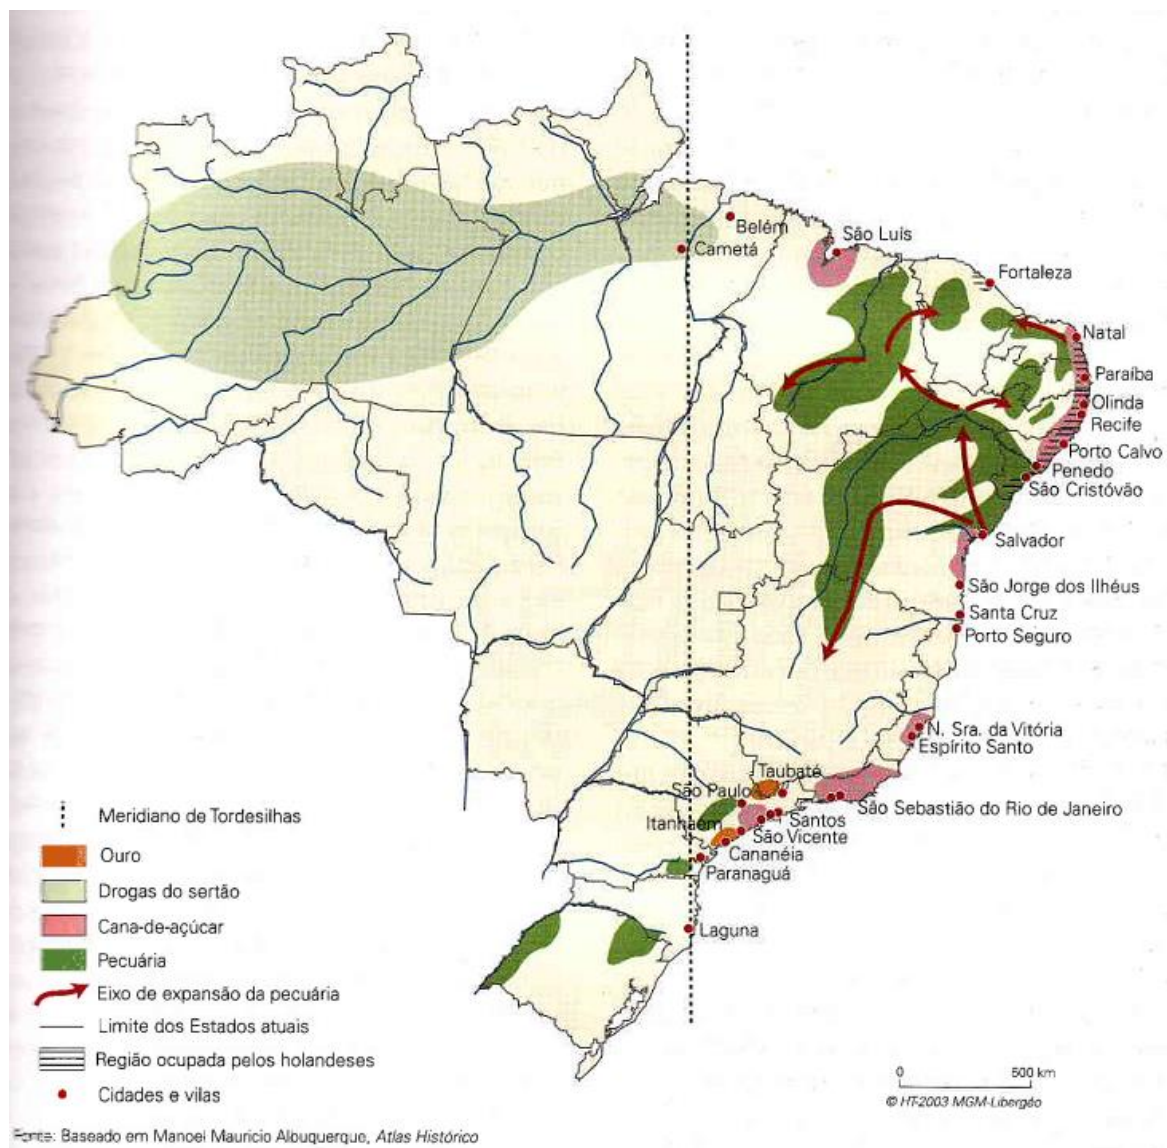 Belém
Cametá
São Luís
Fortaleza
Natal
Paraíba
Olinda
Recife
Porto Calvo
Penedo
São Cristóvão
Salvador
São Jorge dos Ilhéus
Santa Cruz
Porto Seguro
N. Sra. da Vitória
Espírito Santo
Taubaté
São Paulo
São Sebastião do Rio de Janeiro
Itanhaém
Santos
São Vicente
Cananéia
Paranaguá
Laguna
Meridiano de Tordesilhas
Ouro
Drogas do sertão
Cana-de-açúcar
Pecuária
Eixo de expansão da pecuária
Limite dos Estados atuais
Região ocupada pelos holandeses
Cidades e vilas
0 500 km
© HT-2003 MGM-Libergéo
Fonte: Baseado em Manoel Mauricio Albuquerque, Atlas Histórico